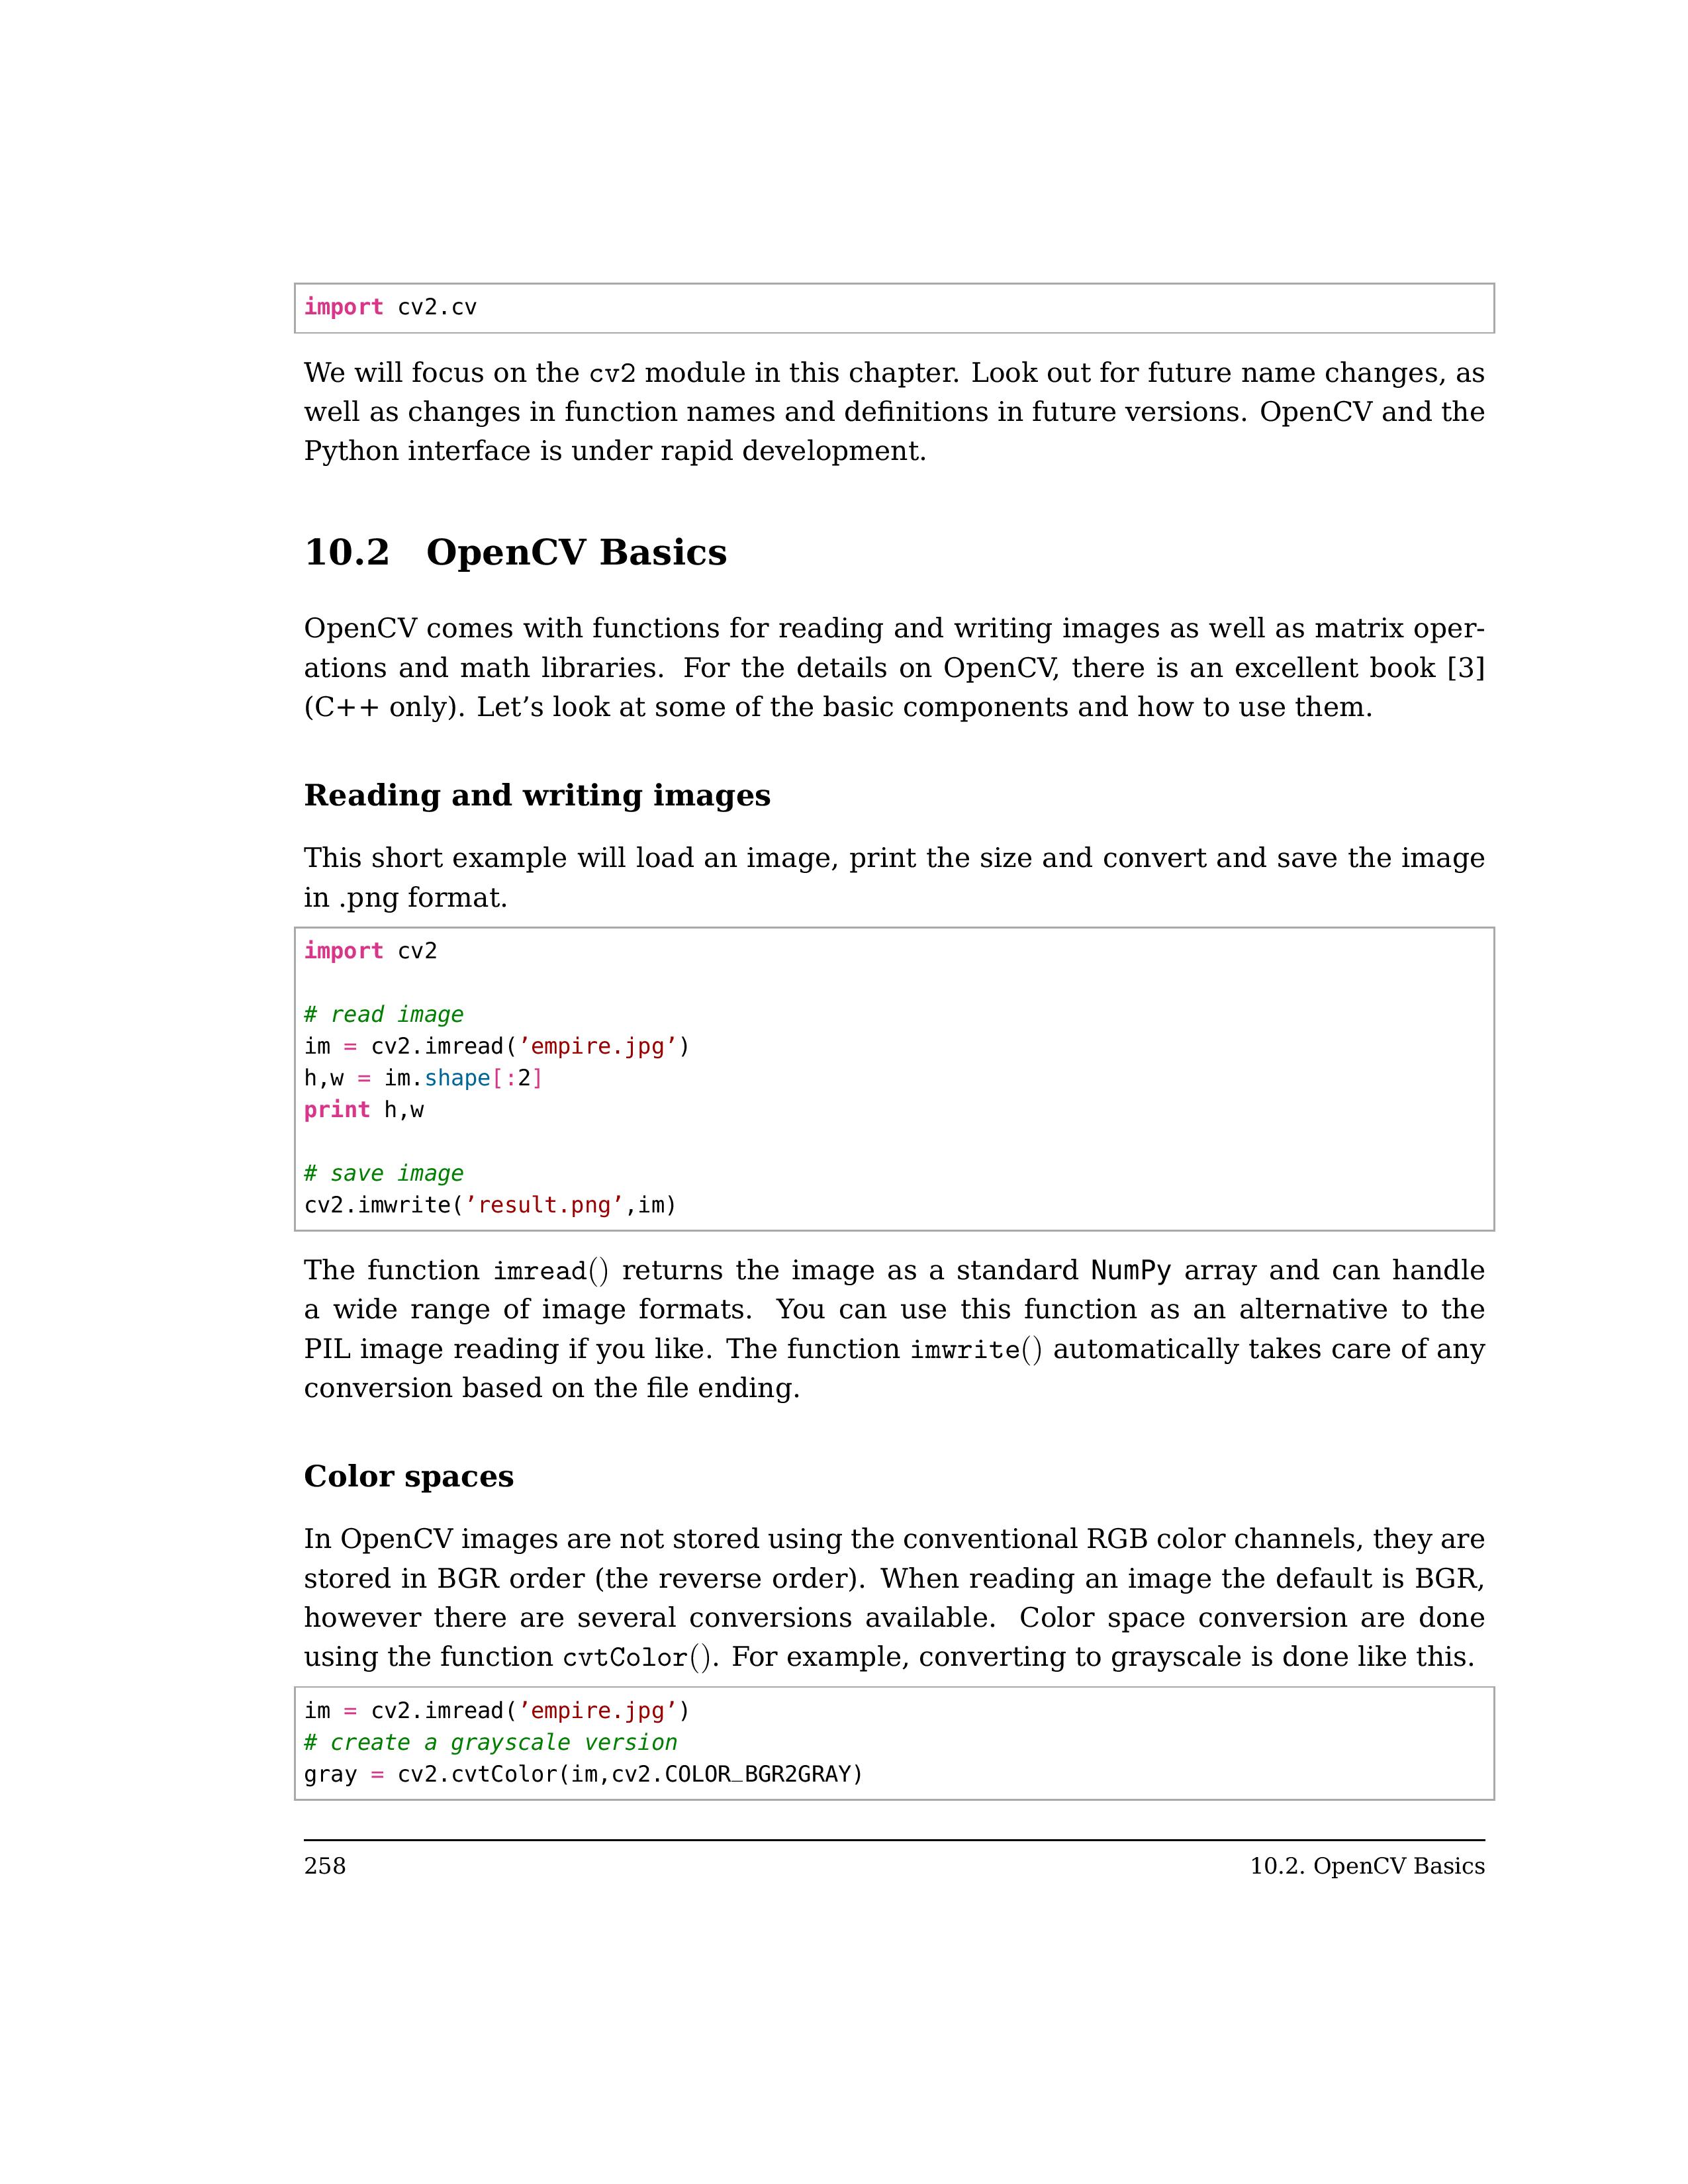 import cv2.cv
We will focus on the cv2 module in this chapter. Look out for future name changes, as
well as changes in function names and definitions in future versions. OpenCV and the
Python interface is under rapid development.
10.2 OpenCV Basics
OpenCV comes with functions for reading and writing images as well as matrix oper-
ations and math libraries. For the details on OpenCV, there is an excellent book [3]
(C++ only). Let’s look at some of the basic components and how to use them.
Reading and writing images
This short example will load an image, print the size and convert and save the image
in .png format.
import cv2
# read image
im = cv2.imread(’empire.jpg’)
h,w = im.shape[:2]
print h,w
# save image
cv2.imwrite(’result.png’,im)
The function imread() returns the image as a standard NumPy array and can handle
a wide range of image formats. You can use this function as an alternative to the
PIL image reading if you like. The function imwrite() automatically takes care of any
conversion based on the file ending.
Color spaces
In OpenCV images are not stored using the conventional RGB color channels, they are
stored in BGR order (the reverse order). When reading an image the default is BGR,
however there are several conversions available. Color space conversion are done
using the function cvtColor(). For example, converting to grayscale is done like this.
im = cv2.imread(’empire.jpg’)
# create a grayscale version
gray = cv2.cvtColor(im,cv2.COLOR_BGR2GRAY)
258 10.2. OpenCV Basics